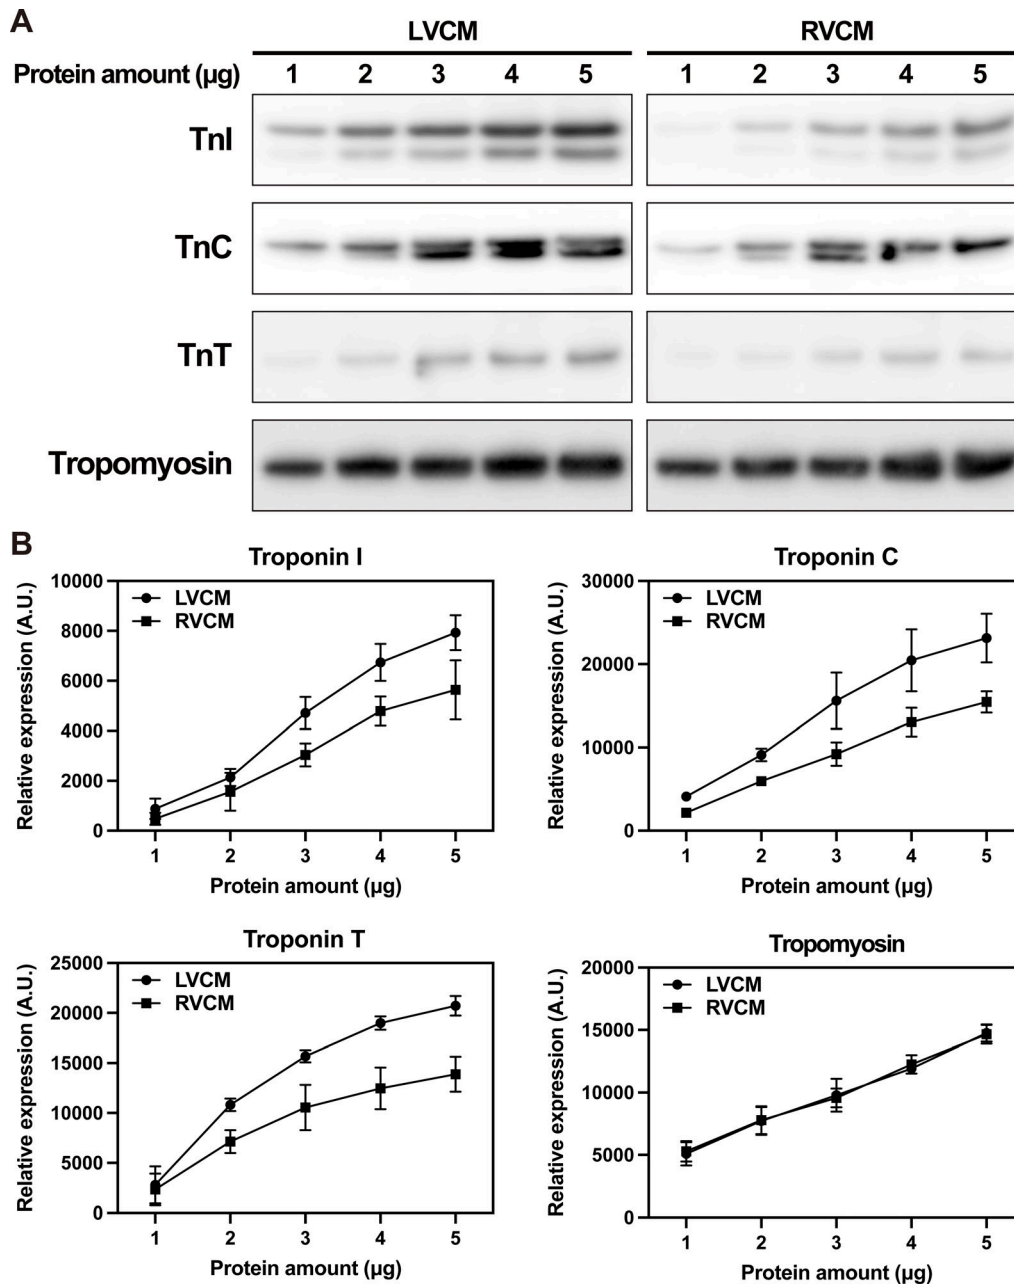 A
LVCM RVCM
Protein amount (µg) 1 2 3 4 5 1 2 3 4 5
TnI
TnC
TnT
Tropomyosin
B
Troponin I
10000
8000
6000
4000
2000
0
LVCM
RVCM
Relative expression (A.U.)
1 2 3 4 5
Protein amount (µg)
Troponin C
30000
20000
10000
0
LVCM
RVCM
Relative expression (A.U.)
1 2 3 4 5
Protein amount (µg)
Troponin T
25000
20000
15000
10000
5000
0
LVCM
RVCM
Relative expression (A.U.)
1 2 3 4 5
Protein amount (µg)
Tropomyosin
20000
15000
10000
5000
0
LVCM
RVCM
Relative expression (A.U.)
1 2 3 4 5
Protein amount (µg)